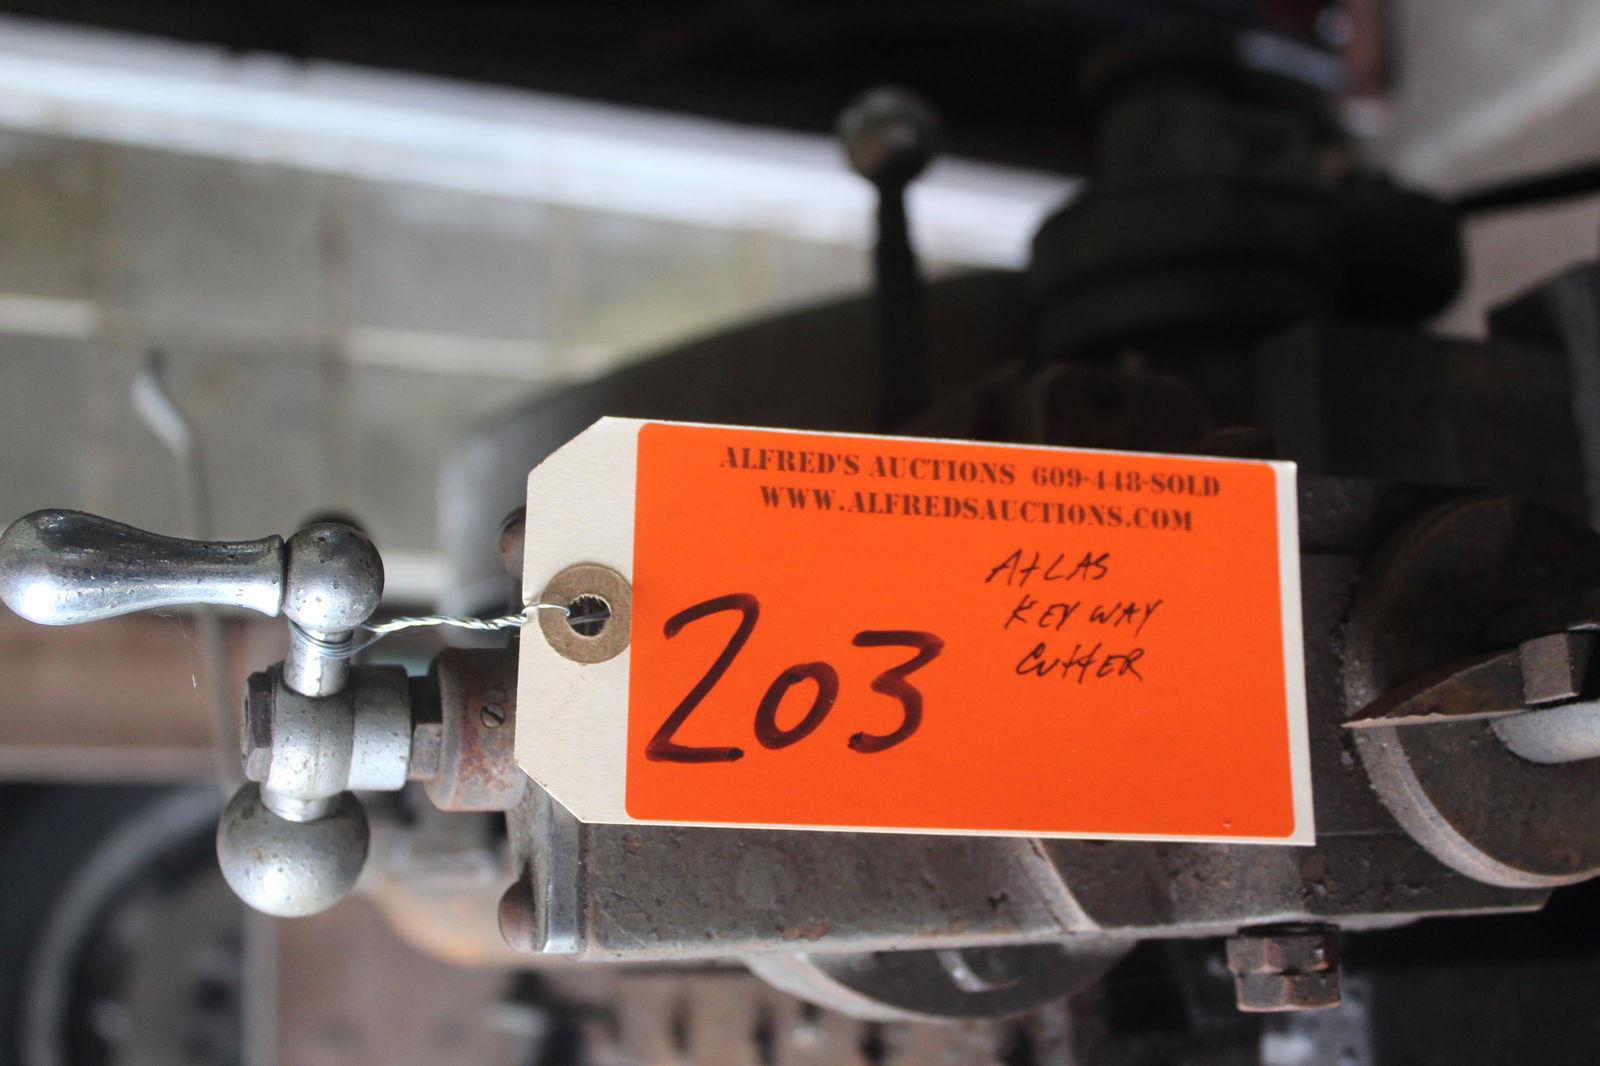 ALFRED'S AUCTIONS 609-448-SOLD
WWW.ALFREDSAUCTIONS.COM
ATLAS
KEY WAY
CUTTER
203